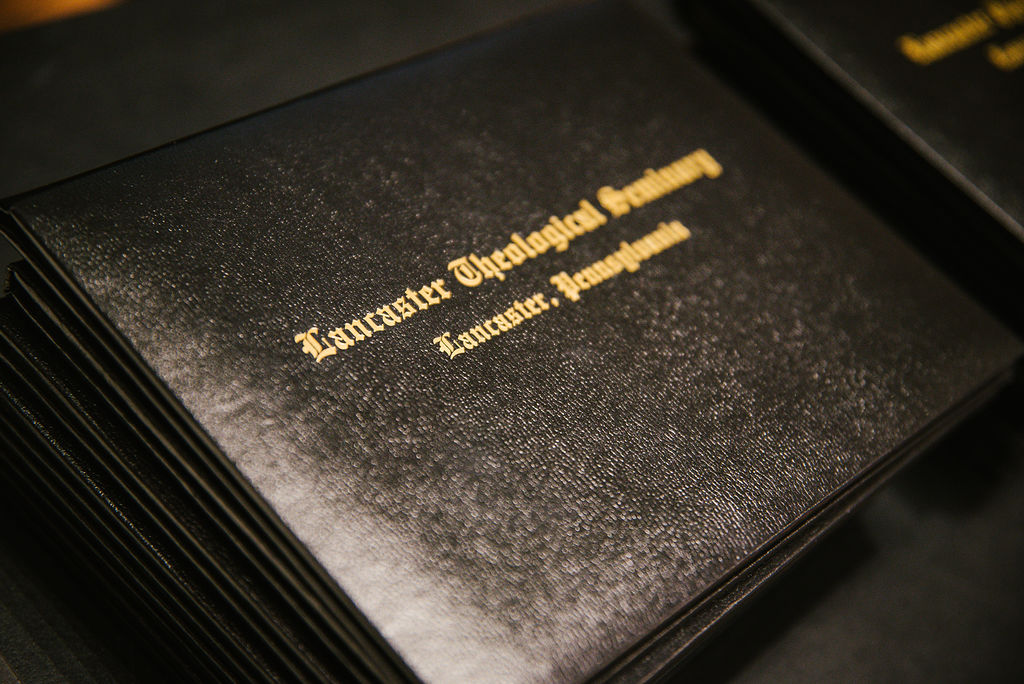 Lancaster Theological Seminary
Lancaster, Pennsylvania